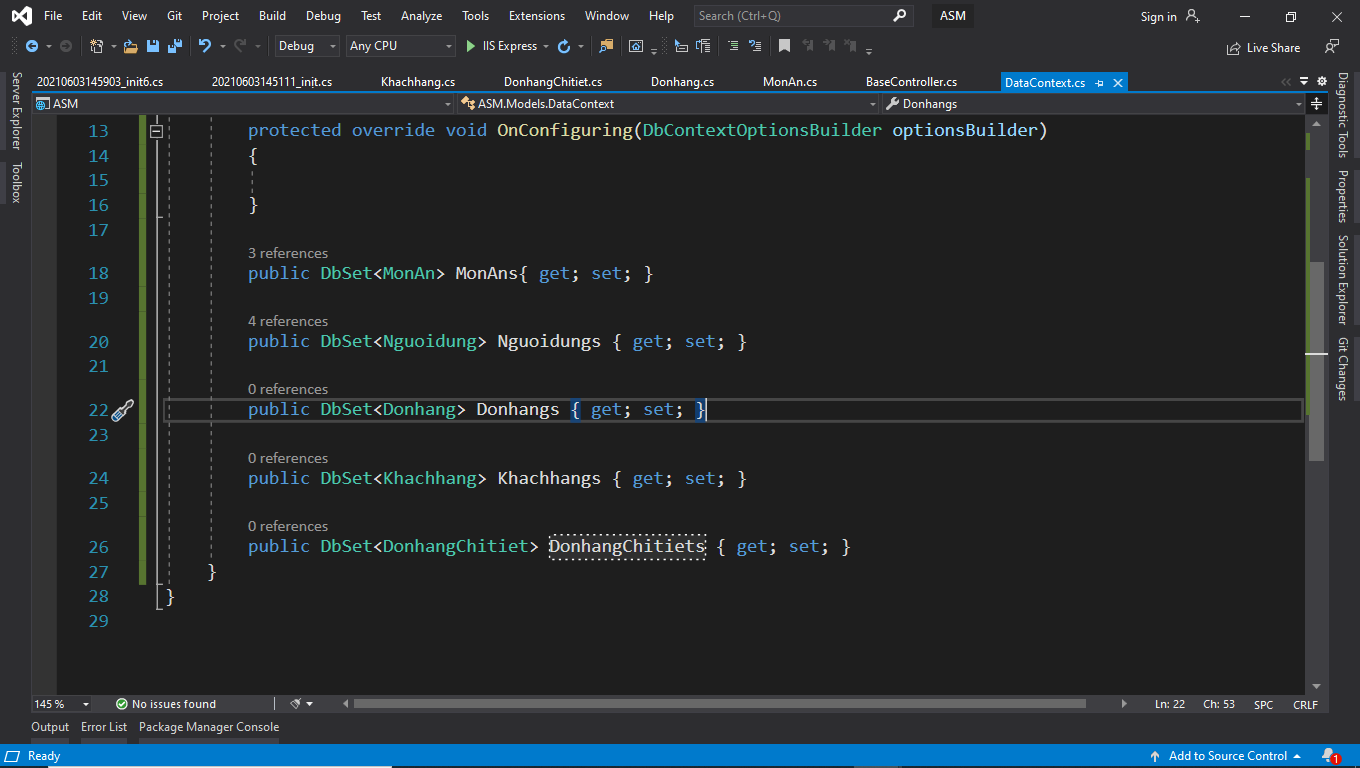 File Edit View Git Project Build Debug Test Analyze Tools Extensions Window Help Search (Ctrl+Q) ASM Sign in
Debug Any CPU IIS Express Live Share
20210603145903_init6.cs 20210603145111_init.cs Khachhang.cs DonhangChitiet.cs Donhang.cs MonAn.cs BaseController.cs DataContext.cs
ASM ASM.Models.DataContext Donhangs
Server Explorer
Toolbox
13 protected override void OnConfiguring(DbContextOptionsBuilder optionsBuilder)
14 {
15
16 }
17
3 references
18 public DbSet<MonAn> MonAns{ get; set; }
19
4 references
20 public DbSet<Nguoidung> Nguoidungs { get; set; }
21
0 references
22 public DbSet<Donhang> Donhangs { get; set; }
23
0 references
24 public DbSet<Khachhang> Khachhangs { get; set; }
25
0 references
26 public DbSet<DonhangChitiet> DonhangChitiets { get; set; }
27 }
28 }
29
Diagnostic Tools
Properties
Solution Explorer
Git Changes
145 % No issues found Ln: 22 Ch: 53 SPC CRLF
Output Error List Package Manager Console
Ready Add to Source Control 1